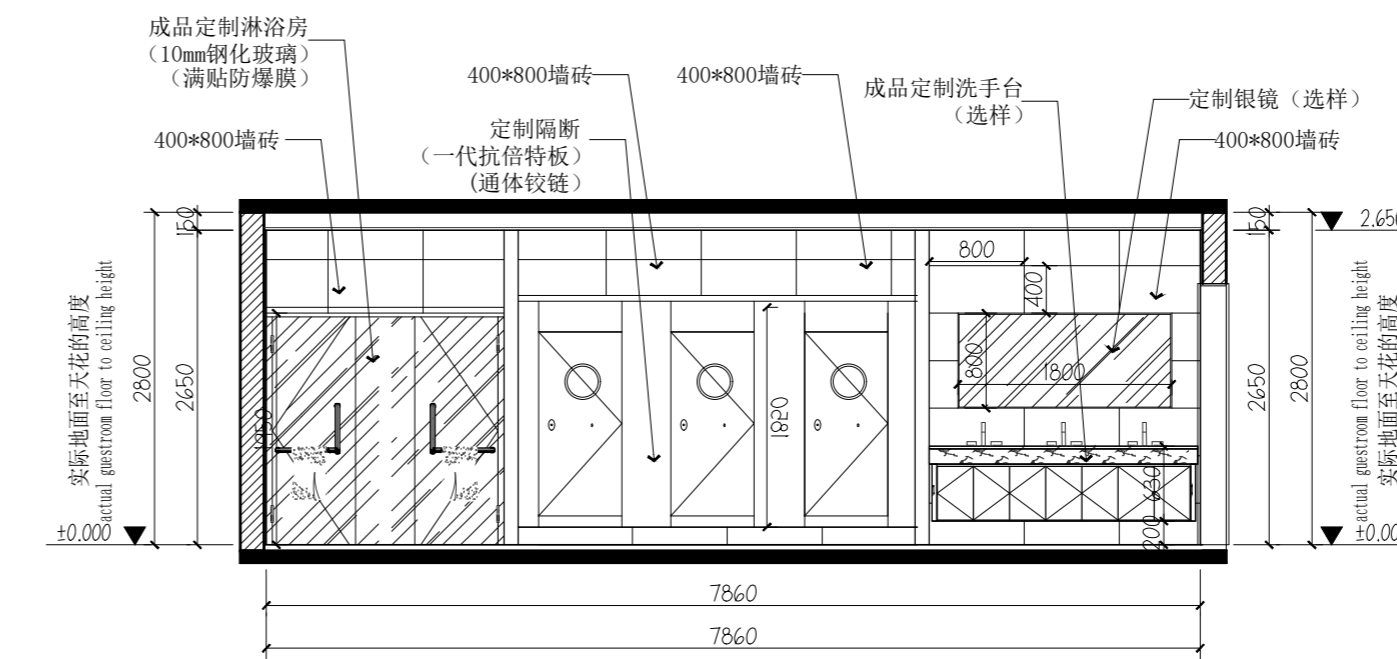 成品定制淋浴房
（10mm钢化玻璃）
（满贴防爆膜）
400*800墙砖
400*800墙砖
定制隔断
（一代抗倍特板）
(通体铰链）
400*800墙砖
成品定制洗手台
（选样）
定制银镜（选样）
400*800墙砖
150
2800
2650
实际地面至天花的高度
actual guestroom floor to ceiling height
±0.000
1950
1820
800
400
800
1800
630
200
150
2650
2800
2.650
实际地面至天花的高度
actual guestroom floor to ceiling height
7860
7860